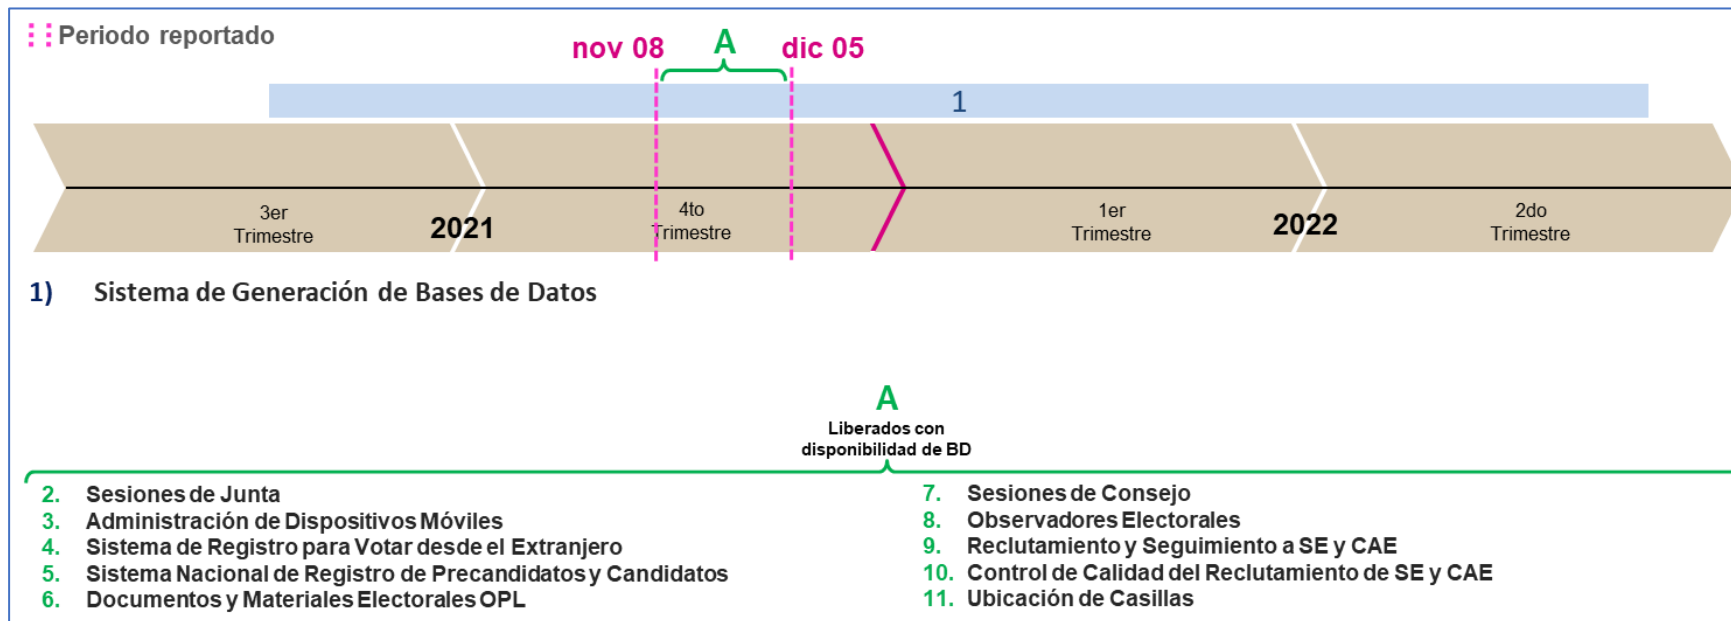 Periodo reportado
nov 08
A
dic 05
1
3er
Trimestre
2021
4to
Trimestre
1er
Trimestre
2022
2do
Trimestre
1) Sistema de Generación de Bases de Datos
A
Liberados con
disponibilidad de BD
2. Sesiones de Junta
3. Administración de Dispositivos Móviles
4. Sistema de Registro para Votar desde el Extranjero
5. Sistema Nacional de Registro de Precandidatos y Candidatos
6. Documentos y Materiales Electorales OPL
7. Sesiones de Consejo
8. Observadores Electorales
9. Reclutamiento y Seguimiento a SE y CAE
10. Control de Calidad del Reclutamiento de SE y CAE
11. Ubicación de Casillas